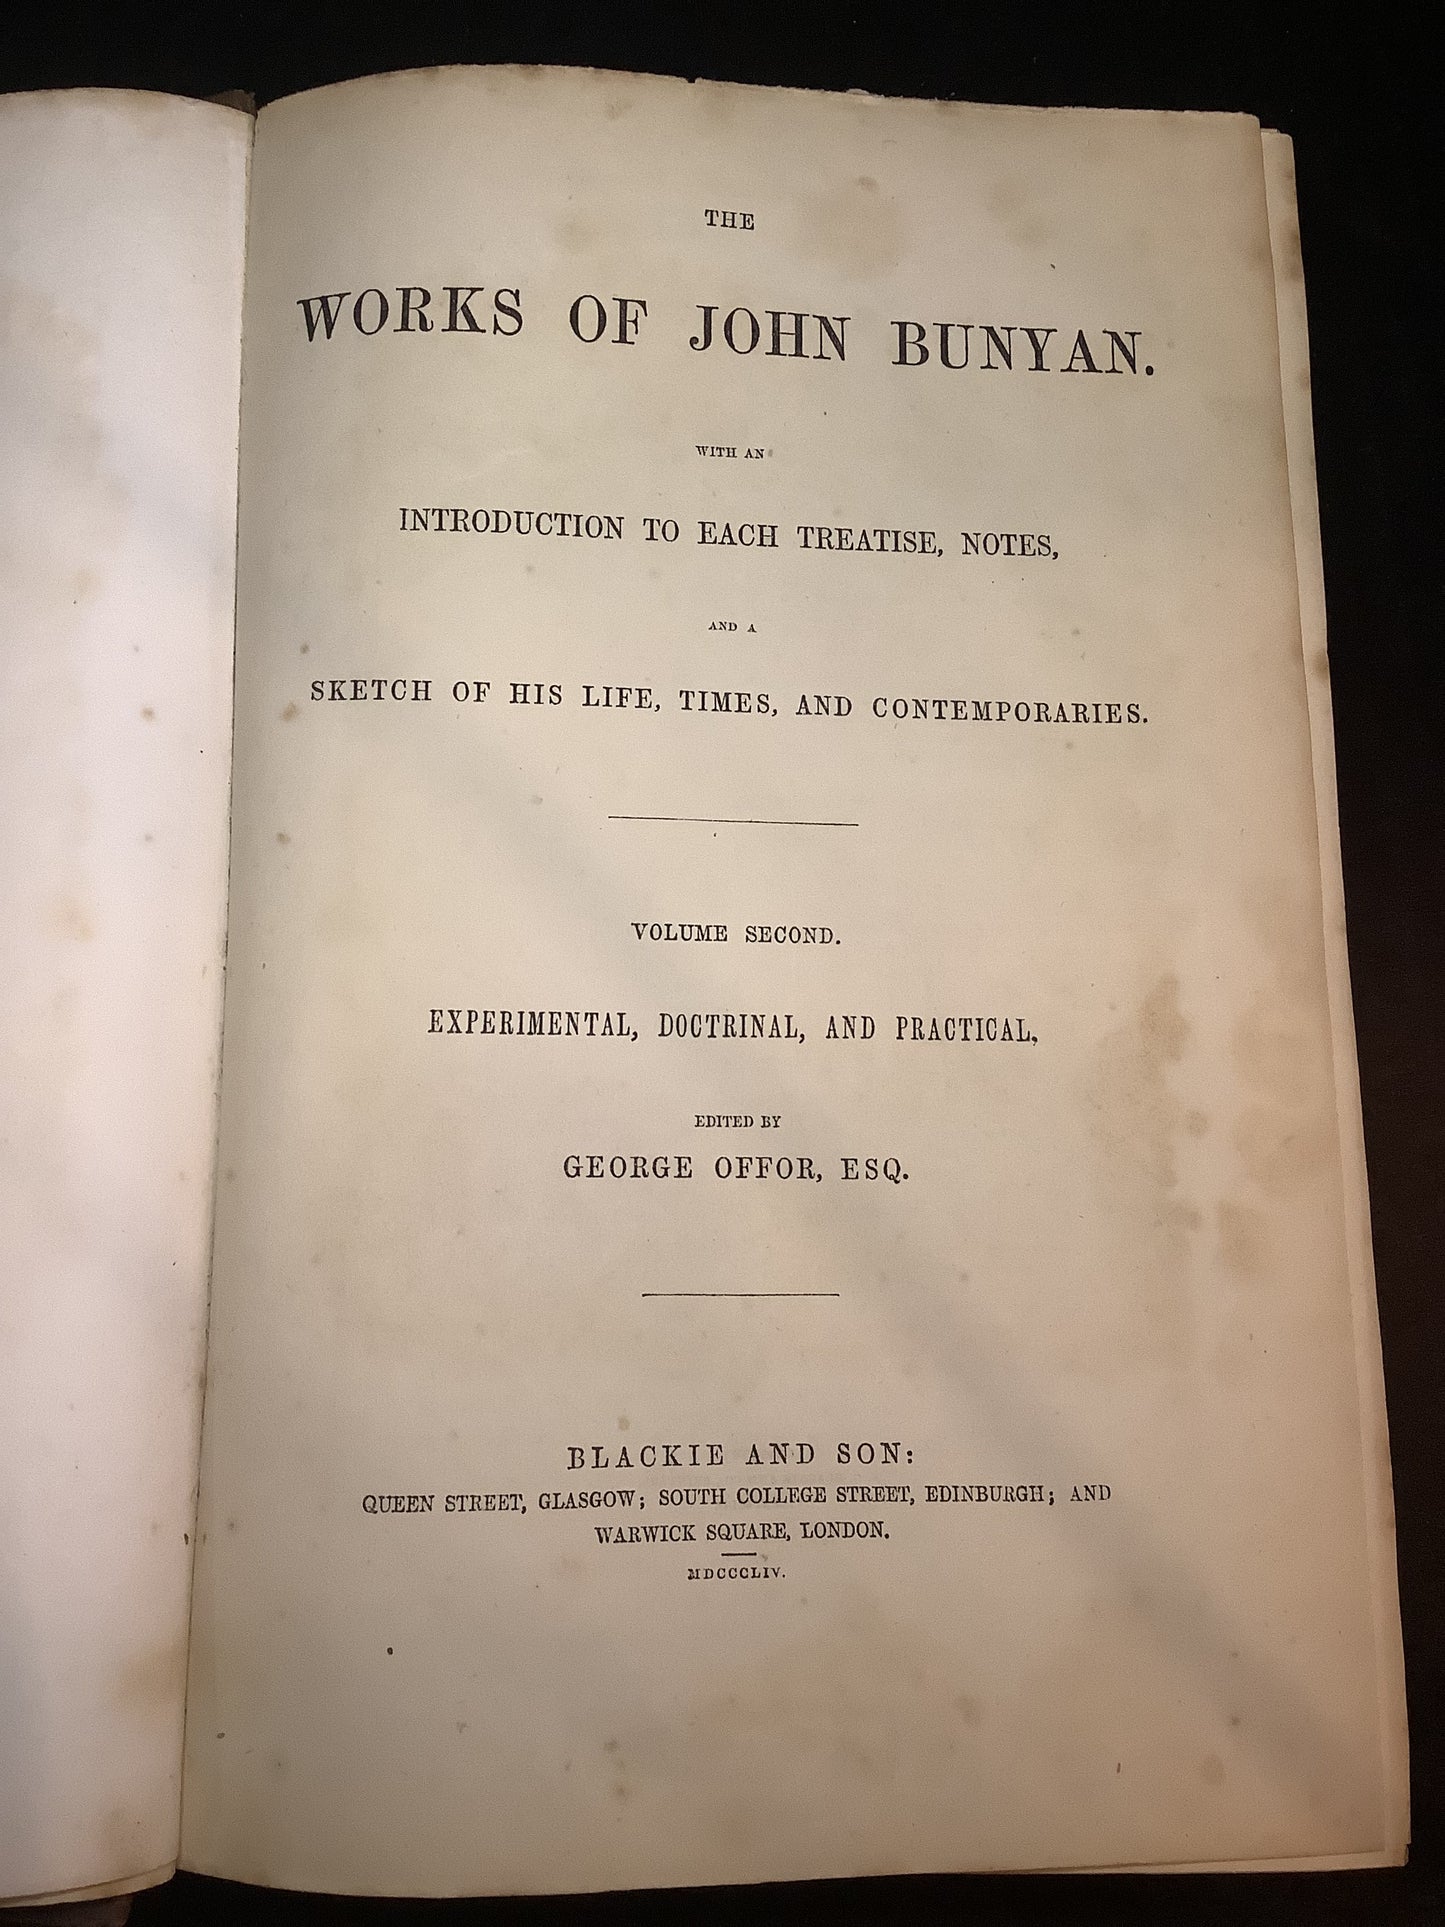 THE
WORKS OF JOHN BUNYAN.
WITH AN
INTRODUCTION TO EACH TREATISE, NOTES,
AND A
SKETCH OF HIS LIFE, TIMES, AND CONTEMPORARIES.
VOLUME SECOND.
EXPERIMENTAL, DOCTRINAL, AND PRACTICAL,
EDITED BY
GEORGE OFFOR, ESQ.
BLACKIE AND SON:
QUEEN STREET, GLASGOW; SOUTH COLLEGE STREET, EDINBURGH; AND
WARWICK SQUARE, LONDON.
MDCCCLIV.